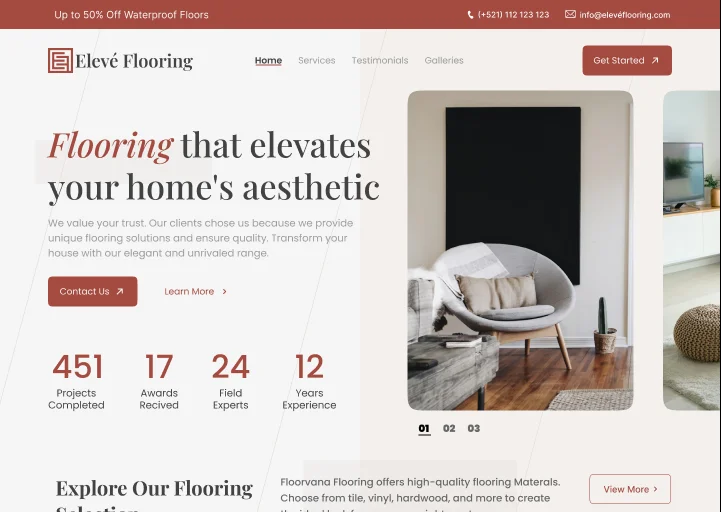 Up to 50% Off Waterproof Floors
(+521) 112 123 123
info@elevéflooring.com
Elevé Flooring
Home
Services
Testimonials
Galleries
Get Started
Flooring that elevates
your home's aesthetic
We value your trust. Our clients chose us because we provide
unique flooring solutions and ensure quality. Transform your
house with our elegant and unrivaled range.
Contact Us
Learn More
451
Projects
Completed
17
Awards
Recived
24
Field
Experts
12
Years
Experience
01
02
03
Explore Our Flooring
Selection
Floorvana Flooring offers high-quality flooring Materals.
Choose from tile, vinyl, hardwood, and more to create
View More